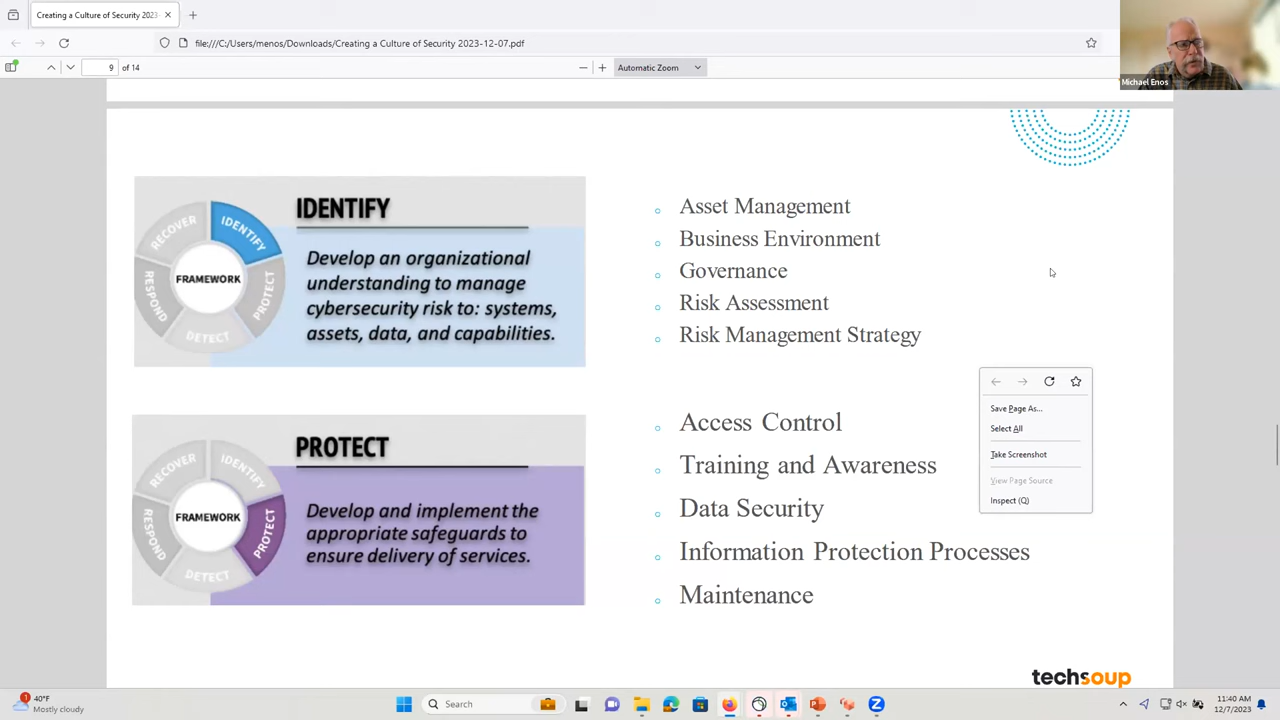 Creating a Culture of Security 2023-
file:///C:/Users/menos/Downloads/Creating a Culture of Security 2023-12-07.pdf
9 of 14
Automatic Zoom
Michael Enos
IDENTIFY
Develop an organizational
understanding to manage
cybersecurity risk to: systems,
assets, data, and capabilities.
RECOVER
IDENTIFY
PROTECT
DETECT
RESPOND
FRAMEWORK
Asset Management
Business Environment
Governance
Risk Assessment
Risk Management Strategy
PROTECT
Develop and implement the
appropriate safeguards to
ensure delivery of services.
RECOVER
IDENTIFY
PROTECT
DETECT
RESPOND
FRAMEWORK
Access Control
Training and Awareness
Data Security
Information Protection Processes
Maintenance
Save Page As...
Select All
Take Screenshot
View Page Source
Inspect (Q)
techsoup
1
40°F
Mostly cloudy
Search
11:40 AM
12/7/2023